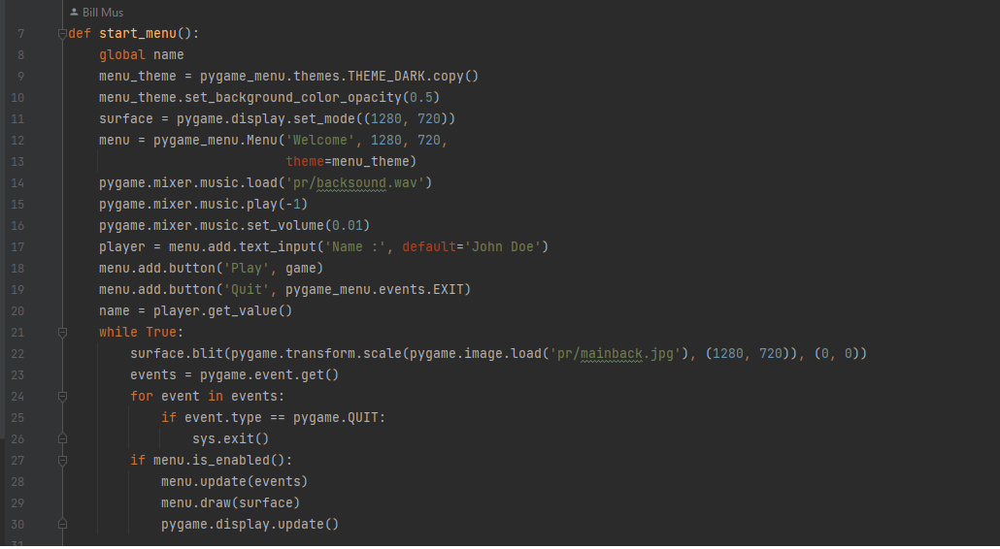 Bill Mus
7 def start_menu():
8     global name
9     menu_theme = pygame_menu.themes.THEME_DARK.copy()
10     menu_theme.set_background_color_opacity(0.5)
11     surface = pygame.display.set_mode((1280, 720))
12     menu = pygame_menu.Menu('Welcome', 1280, 720,
13                             theme=menu_theme)
14     pygame.mixer.music.load('pr/backsound.wav')
15     pygame.mixer.music.play(-1)
16     pygame.mixer.music.set_volume(0.01)
17     player = menu.add.text_input('Name :', default='John Doe')
18     menu.add.button('Play', game)
19     menu.add.button('Quit', pygame_menu.events.EXIT)
20     name = player.get_value()
21     while True:
22         surface.blit(pygame.transform.scale(pygame.image.load('pr/mainback.jpg'), (1280, 720)), (0, 0))
23         events = pygame.event.get()
24         for event in events:
25             if event.type == pygame.QUIT:
26                 sys.exit()
27         if menu.is_enabled():
28             menu.update(events)
29             menu.draw(surface)
30             pygame.display.update()
31